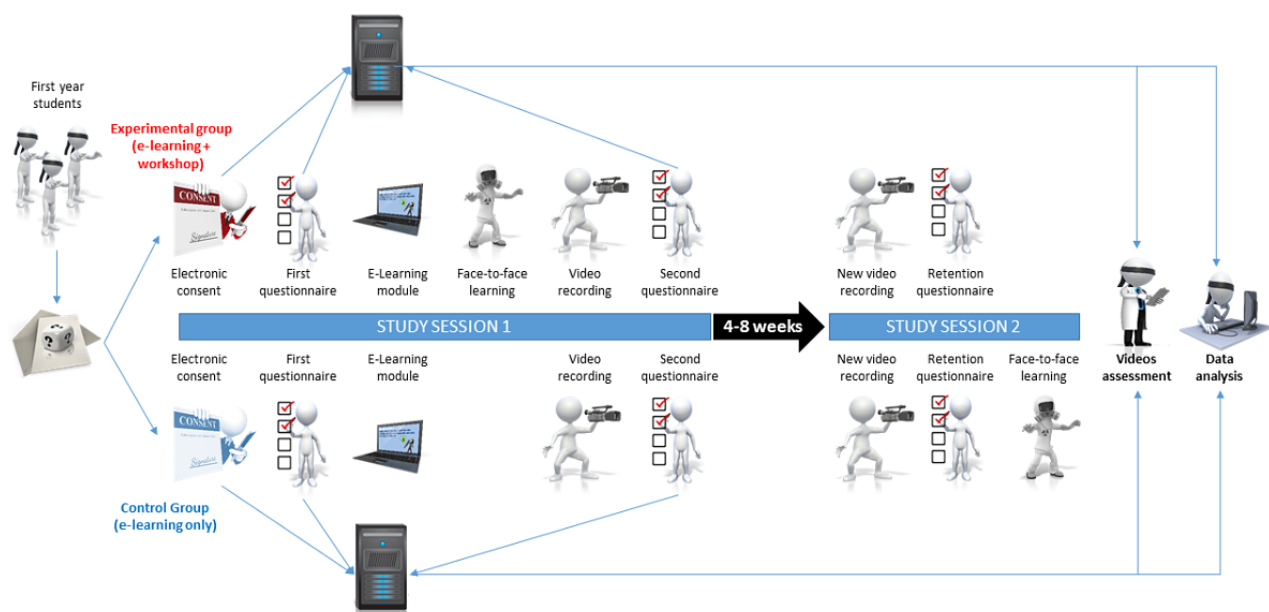 First year
students
Experimental group
(e-learning +
workshop)
CONSENT
Signature
Electronic
consent
First
questionnaire
E-Learning
module
Face-to-face
learning
Video
recording
Second
questionnaire
New video
recording
Retention
questionnaire
STUDY SESSION 1
4-8 weeks
STUDY SESSION 2
Electronic
consent
First
questionnaire
E-Learning
module
Video
recording
Second
questionnaire
New video
recording
Retention
questionnaire
Face-to-face
learning
Videos
assessment
Data
analysis
CONSENT
Signature
Control Group
(e-learning only)